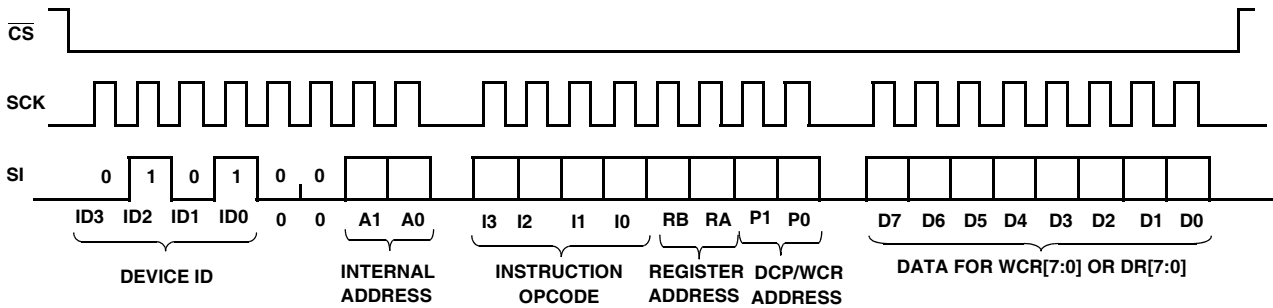 CS
SCK
SI
0 1 0 1 0 0
ID3 ID2 ID1 ID0 0 0 A1 A0 I3 I2 I1 I0 RB RA P1 P0 D7 D6 D5 D4 D3 D2 D1 D0
DEVICE ID
INTERNAL
ADDRESS
INSTRUCTION
OPCODE
REGISTER
ADDRESS
DCP/WCR
ADDRESS
DATA FOR WCR[7:0] OR DR[7:0]